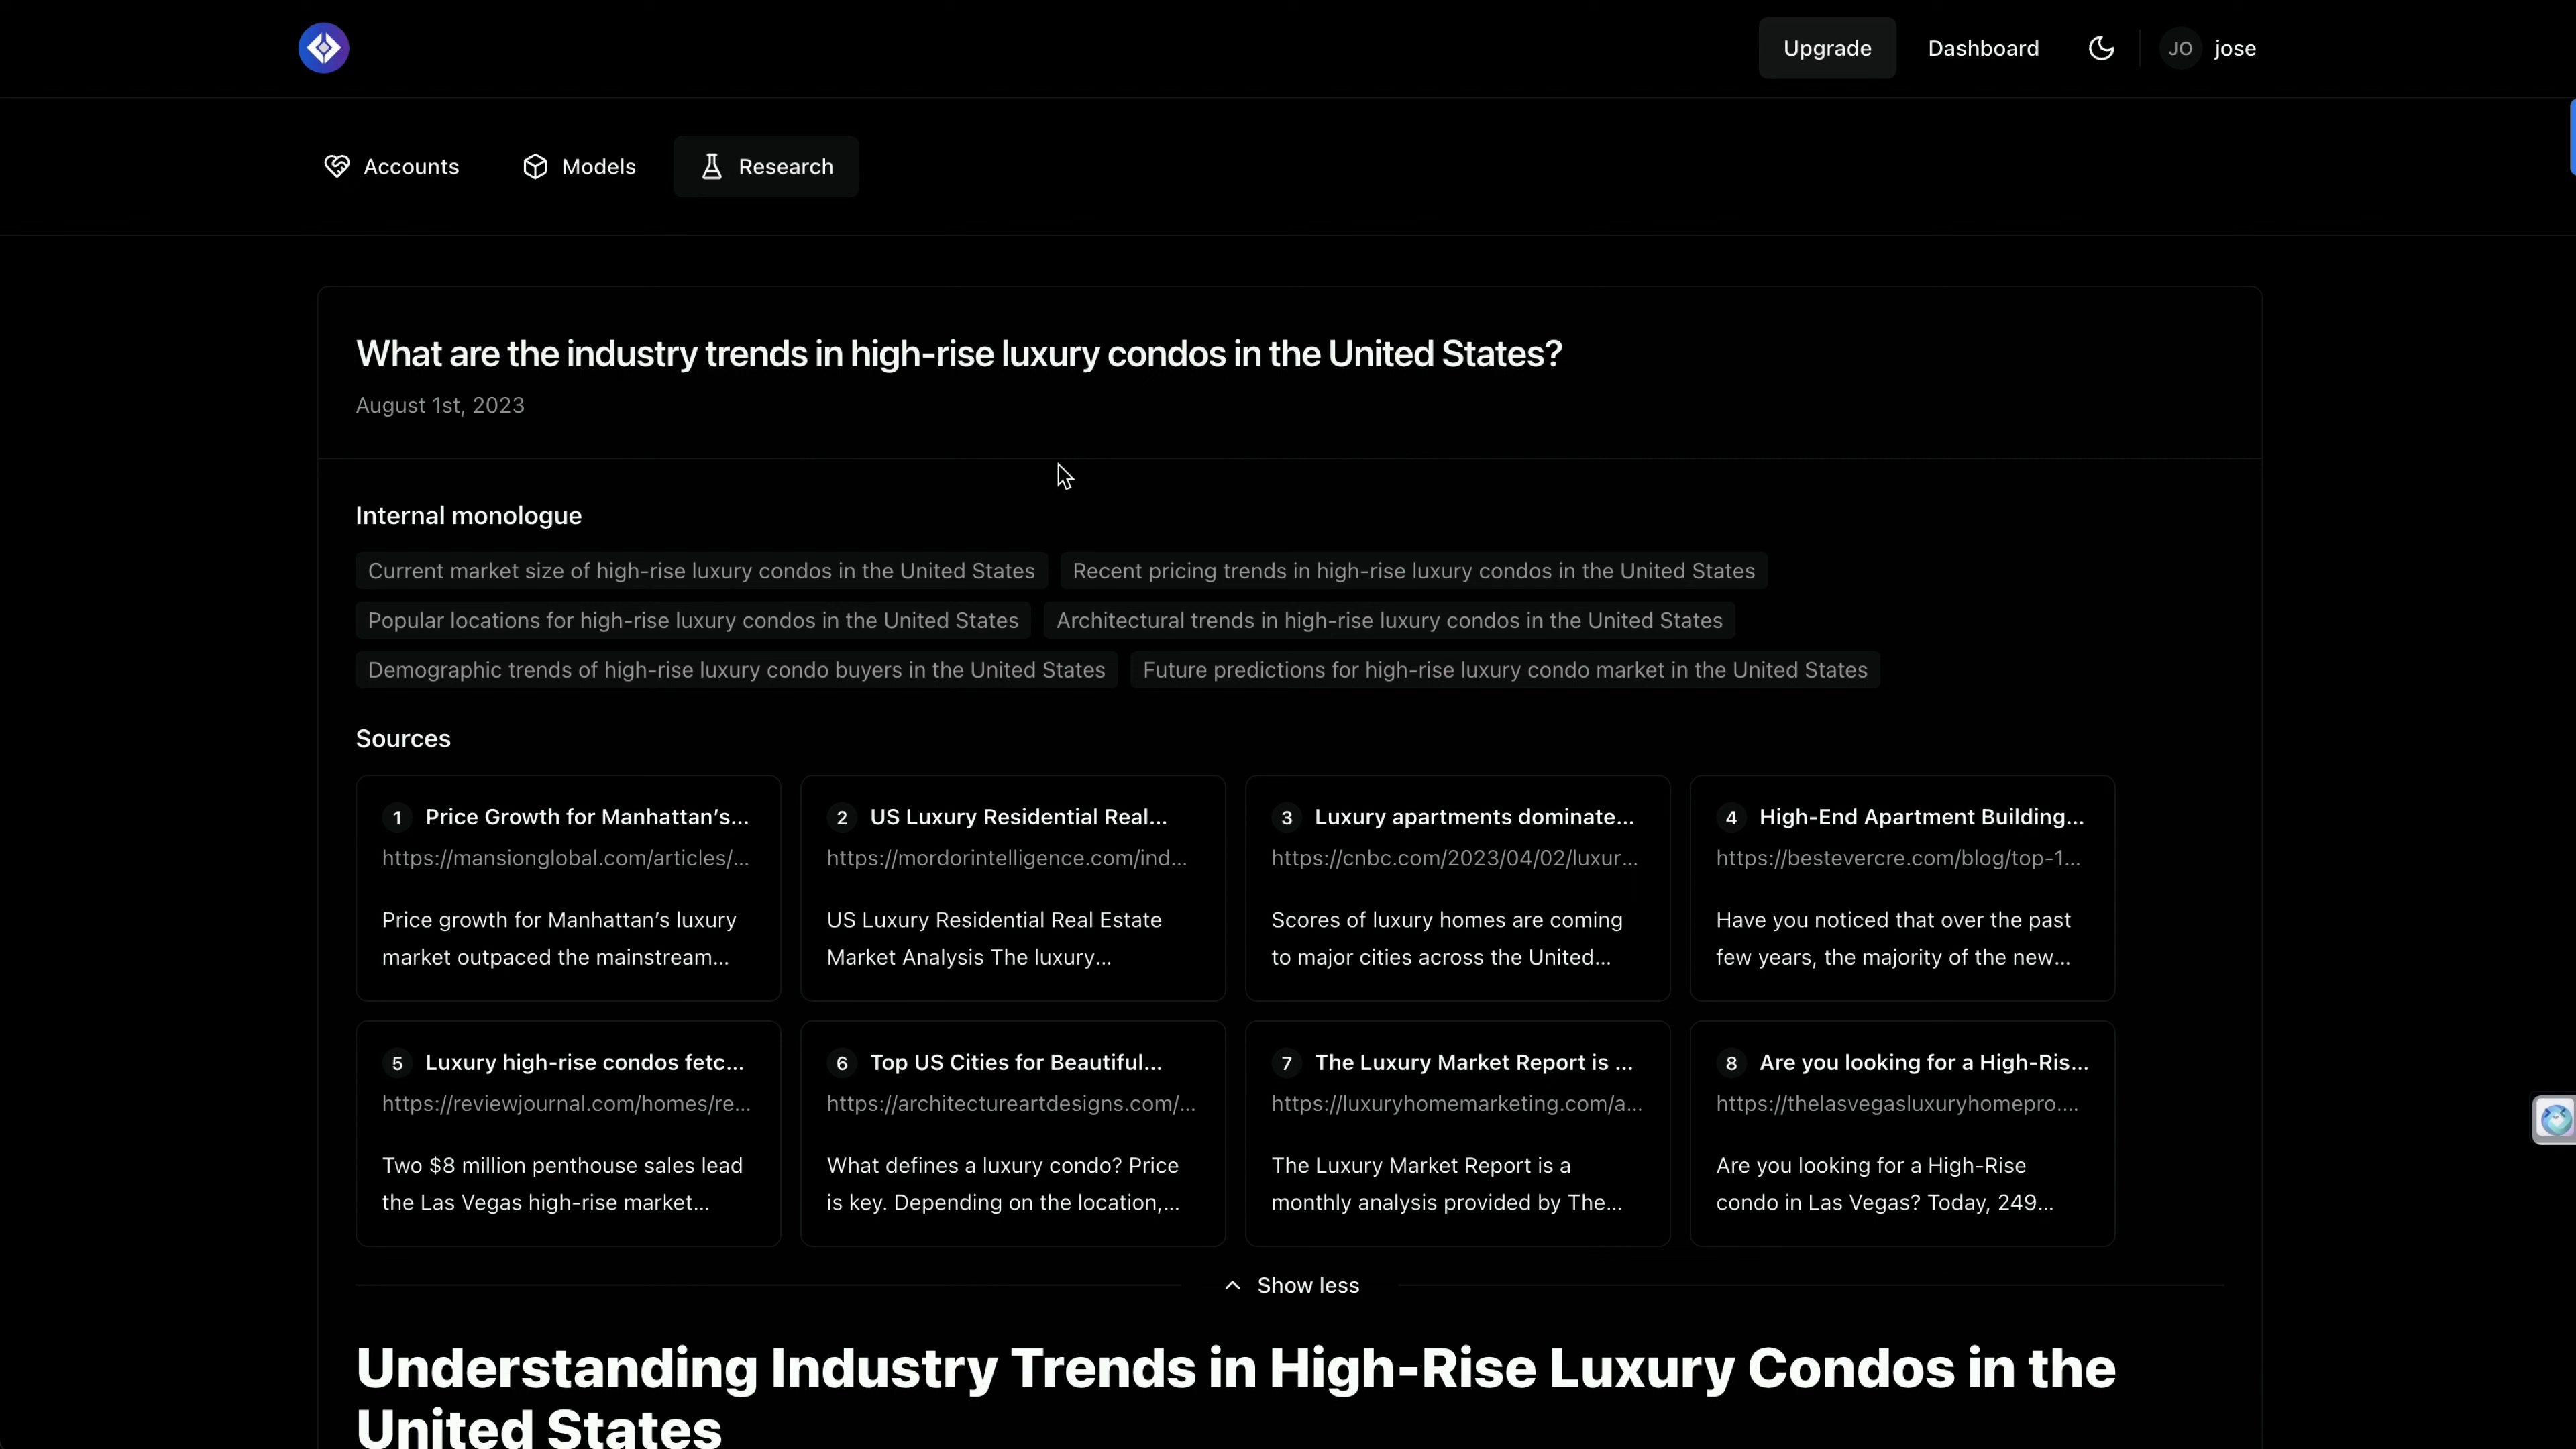 Upgrade Dashboard JO jose
Accounts Models Research
What are the industry trends in high-rise luxury condos in the United States?
August 1st, 2023
Internal monologue
Current market size of high-rise luxury condos in the United States Recent pricing trends in high-rise luxury condos in the United States
Popular locations for high-rise luxury condos in the United States Architectural trends in high-rise luxury condos in the United States
Demographic trends of high-rise luxury condo buyers in the United States Future predictions for high-rise luxury condo market in the United States
Sources
1 Price Growth for Manhattan’s...
https://mansionglobal.com/articles/...
Price growth for Manhattan’s luxury
market outpaced the mainstream...
2 US Luxury Residential Real...
https://mordorintelligence.com/ind...
US Luxury Residential Real Estate
Market Analysis The luxury...
3 Luxury apartments dominate...
https://cnbc.com/2023/04/02/luxur...
Scores of luxury homes are coming
to major cities across the United...
4 High-End Apartment Building...
https://bestevercre.com/blog/top-1...
Have you noticed that over the past
few years, the majority of the new...
5 Luxury high-rise condos fetc...
https://reviewjournal.com/homes/re...
Two $8 million penthouse sales lead
the Las Vegas high-rise market...
6 Top US Cities for Beautiful...
https://architectureartdesigns.com/...
What defines a luxury condo? Price
is key. Depending on the location,...
7 The Luxury Market Report is ...
https://luxuryhomemarketing.com/a...
The Luxury Market Report is a
monthly analysis provided by The...
8 Are you looking for a High-Ris...
https://thelasvegasluxuryhomepro....
Are you looking for a High-Rise
condo in Las Vegas? Today, 249...
Show less
Understanding Industry Trends in High-Rise Luxury Condos in the
United States